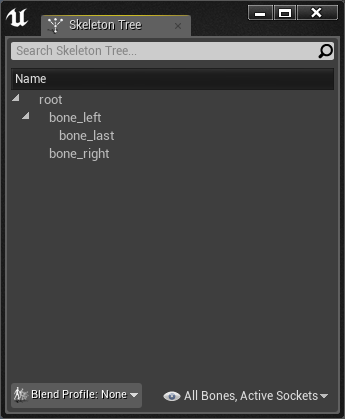 Skeleton Tree
Search Skeleton Tree...
Name
root
bone_left
bone_last
bone_right
Blend Profile: None
All Bones, Active Sockets